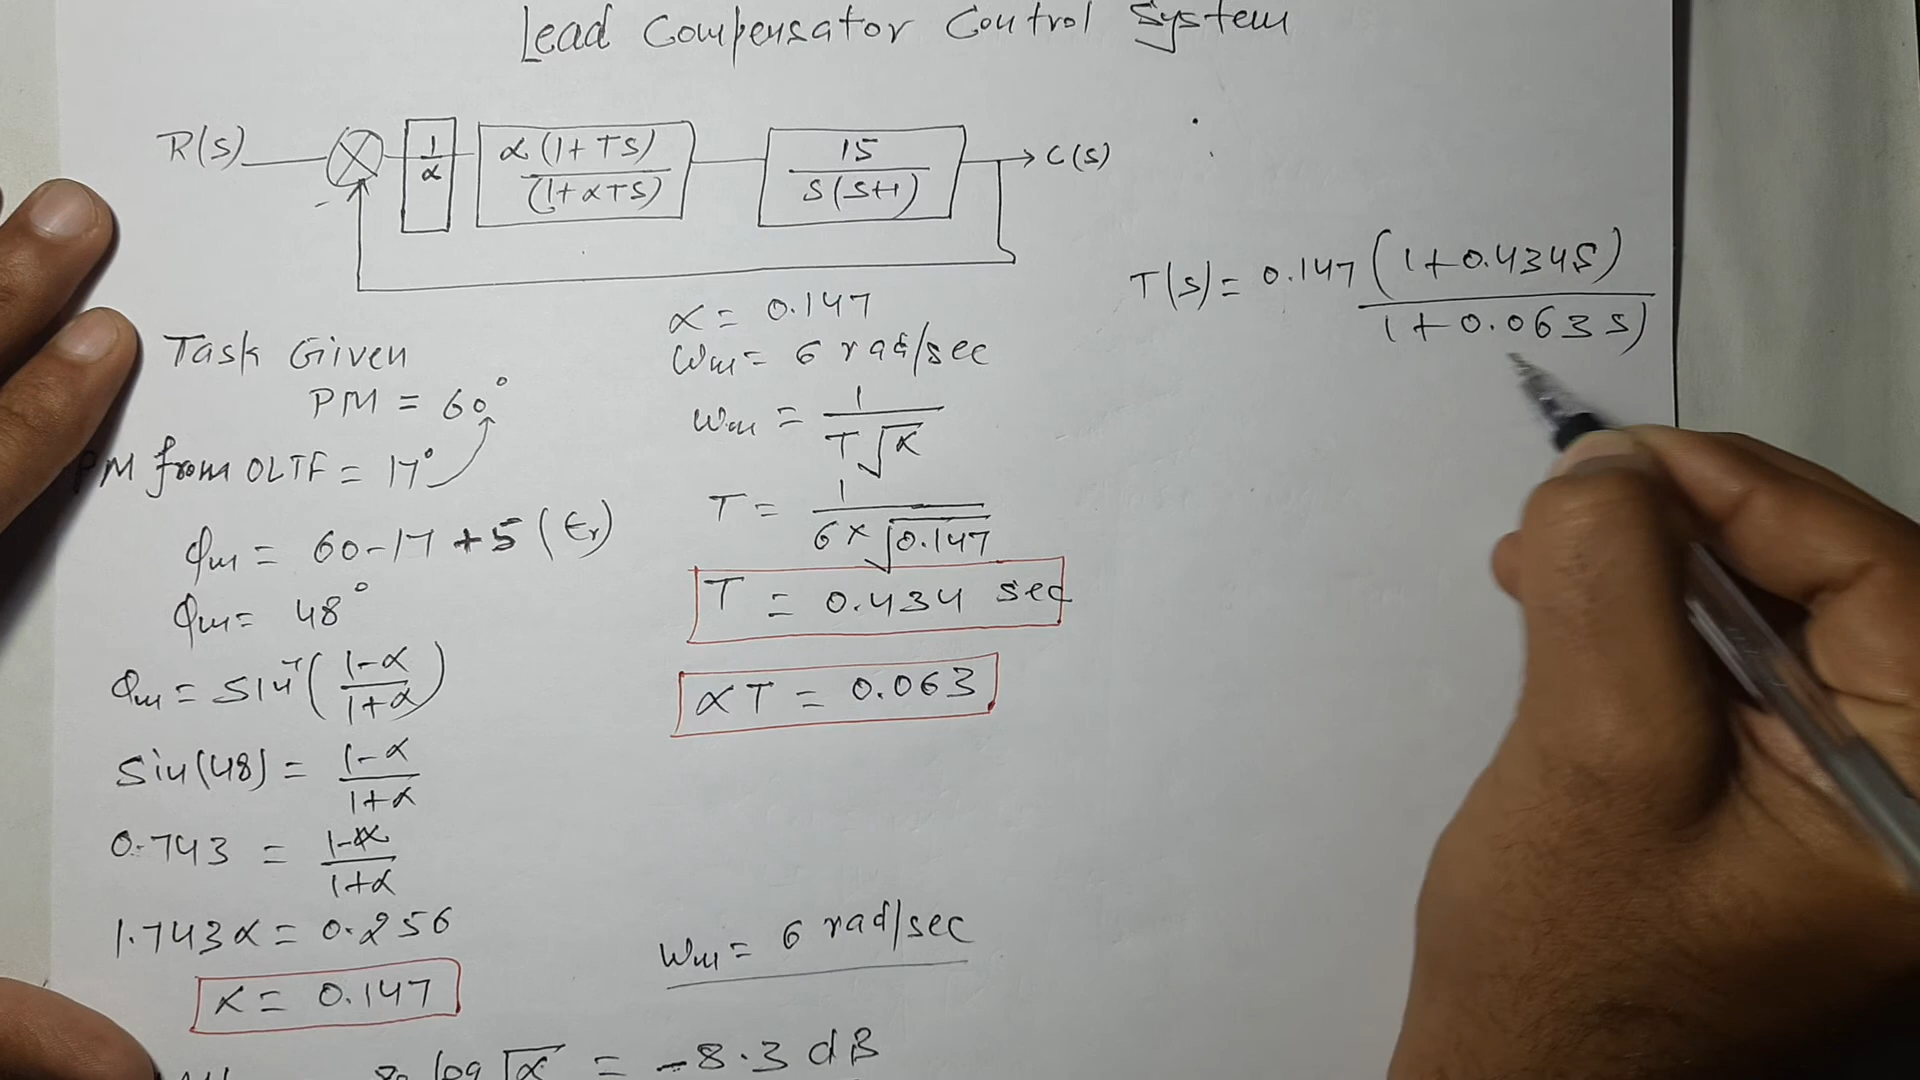 Lead Compensator Control System
R(s)
1/α
α(1+TS)/(1+αTS)
15/S(S+1)
C(S)
-
T(s) = 0.147 (1+0.434S)/(1+0.063S)
Task Given
PM = 60°
PM from OLTF = 17°
φm = 60-17+5(Er)
φm = 48°
φm = sin⁻¹(1-α/1+α)
sin(48) = 1-α/1+α
0.743 = 1-α/1+α
1.743α = 0.256
α = 0.147
α = 0.147
ωm = 6 rad/sec
ωm = 1/T√α
T = 1/6×√0.147
T = 0.434 sec
αT = 0.063
ωm = 6 rad/sec
log √α = -8.3 dB